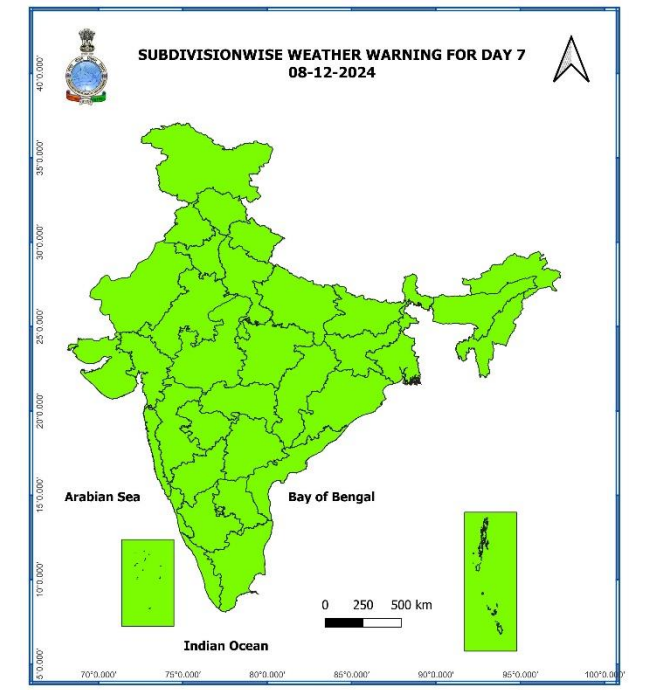 SUBDIVISIONWISE WEATHER WARNING FOR DAY 7
08-12-2024
40°0.000'
35°0.000'
30°0.000'
25°0.000'
20°0.000'
15°0.000'
10°0.000'
5°0.000'
Arabian Sea
Bay of Bengal
0 250 500 km
Indian Ocean
70°0.000' 75°0.000' 80°0.000' 85°0.000' 90°0.000' 95°0.000' 100°0.000'